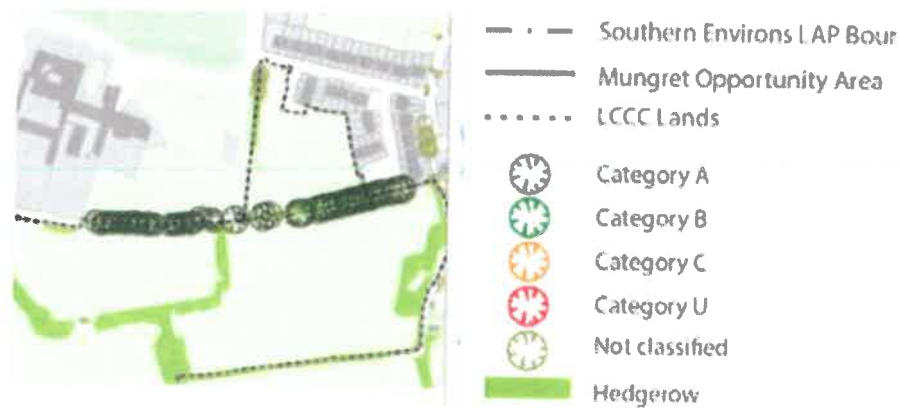 Southern Environs LAP Bour
Mungret Opportunity Area
LCCC Lands
Category A
Category B
Category C
Category U
Not classified
Hedgerow